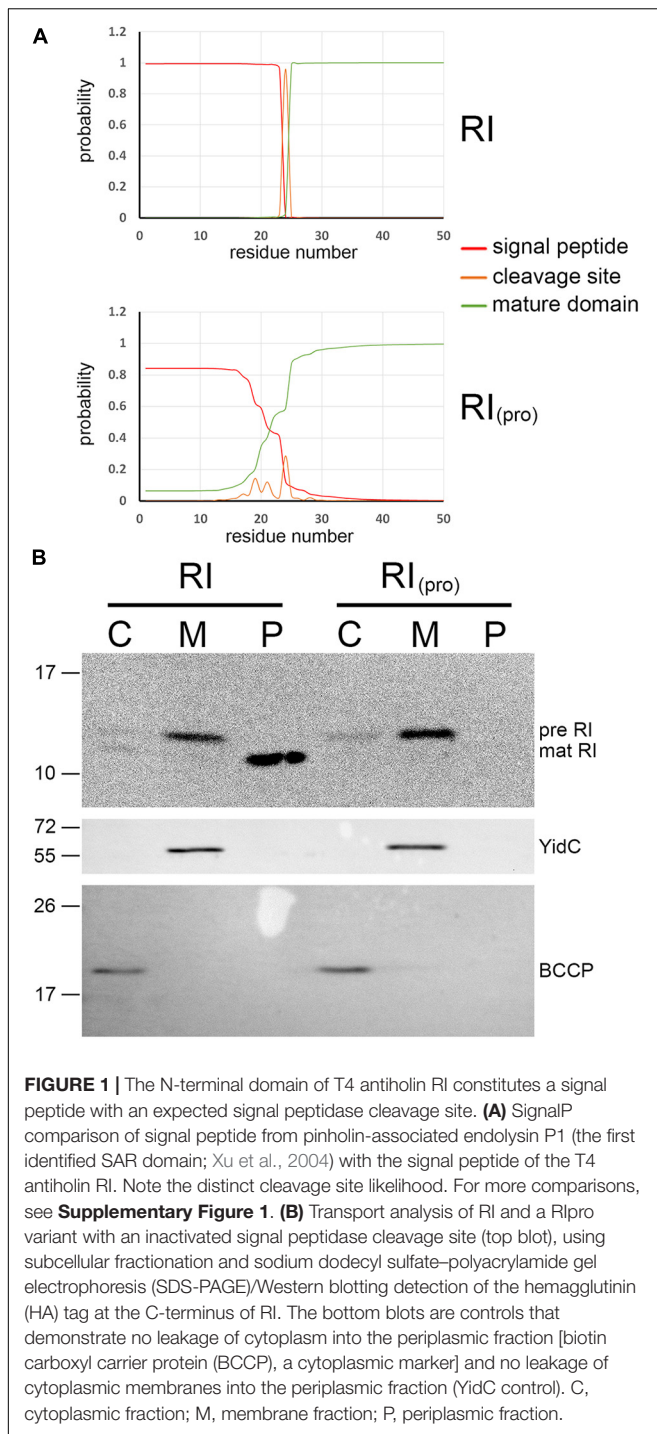 A
1.2
1
0.8
0.6
0.4
0.2
0
probability
0 10 20 30 40 50
residue number
RI
signal peptide
cleavage site
mature domain
1.2
1
0.8
0.6
0.4
0.2
0
probability
0 10 20 30 40 50
residue number
RI(pro)
B
RI RI(pro)
C M P C M P
17
10
pre RI
mat RI
72
55
YidC
26
17
BCCP
FIGURE 1 | The N-terminal domain of T4 antiholin RI constitutes a signal
peptide with an expected signal peptidase cleavage site. (A) SignalP
comparison of signal peptide from pinholin-associated endolysin P1 (the first
identified SAR domain; Xu et al., 2004) with the signal peptide of the T4
antiholin RI. Note the distinct cleavage site likelihood. For more comparisons,
see Supplementary Figure 1. (B) Transport analysis of RI and a RIpro
variant with an inactivated signal peptidase cleavage site (top blot), using
subcellular fractionation and sodium dodecyl sulfate–polyacrylamide gel
electrophoresis (SDS-PAGE)/Western blotting detection of the hemagglutinin
(HA) tag at the C-terminus of RI. The bottom blots are controls that
demonstrate no leakage of cytoplasm into the periplasmic fraction [biotin
carboxyl carrier protein (BCCP), a cytoplasmic marker] and no leakage of
cytoplasmic membranes into the periplasmic fraction (YidC control). C,
cytoplasmic fraction; M, membrane fraction; P, periplasmic fraction.